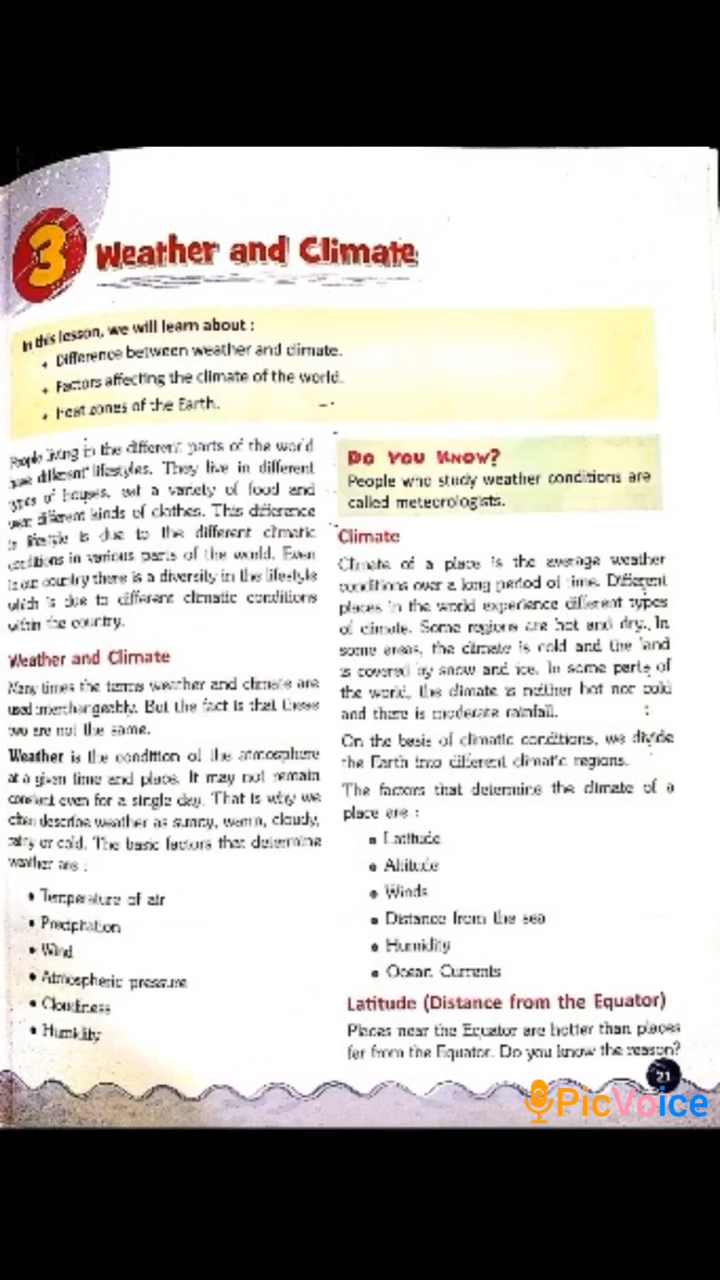 3 Weather and Climate
In this lesson, we will learn about :
• Difference between weather and climate.
• Factors affecting the climate of the world.
• Heat zones of the Earth.
People living in the different parts of the world
have different lifestyles. They live in different
types of houses, eat a variety of food and
wear different kinds of clothes. This difference
in lifestyle is due to the different climatic
conditions in various parts of the world. Even
in our country there is a diversity in the lifestyle
which is due to different climatic conditions
within the country.
Weather and Climate
Many times the terms weather and climate are
used interchangeably. But the fact is that these
two are not the same.
Weather is the condition of the atmosphere
at a given time and place. It may not remain
constant even for a single day. That is why we
often describe weather as sunny, warm, cloudy,
rainy or cold. The basic factors that determine
weather are :
• Temperature of air
• Precipitation
• Wind
• Atmospheric pressure
• Cloudiness
• Humidity
Do You Know?
People who study weather conditions are
called meteorologists.
Climate
Climate of a place is the average weather
conditions over a long period of time. Different
places in the world experience different types
of climate. Some regions are hot and dry. In
some areas, the climate is cold and the land
is covered by snow and ice. In some parts of
the world, the climate is neither hot nor cold
and there is moderate rainfall.
On the basis of climatic conditions, we divide
the Earth into different climatic regions.
The factors that determine the climate of a
place are :
• Latitude
• Altitude
• Winds
• Distance from the sea
• Humidity
• Ocean Currents
Latitude (Distance from the Equator)
Places near the Equator are hotter than places
far from the Equator. Do you know the reason?
21
PicVoice